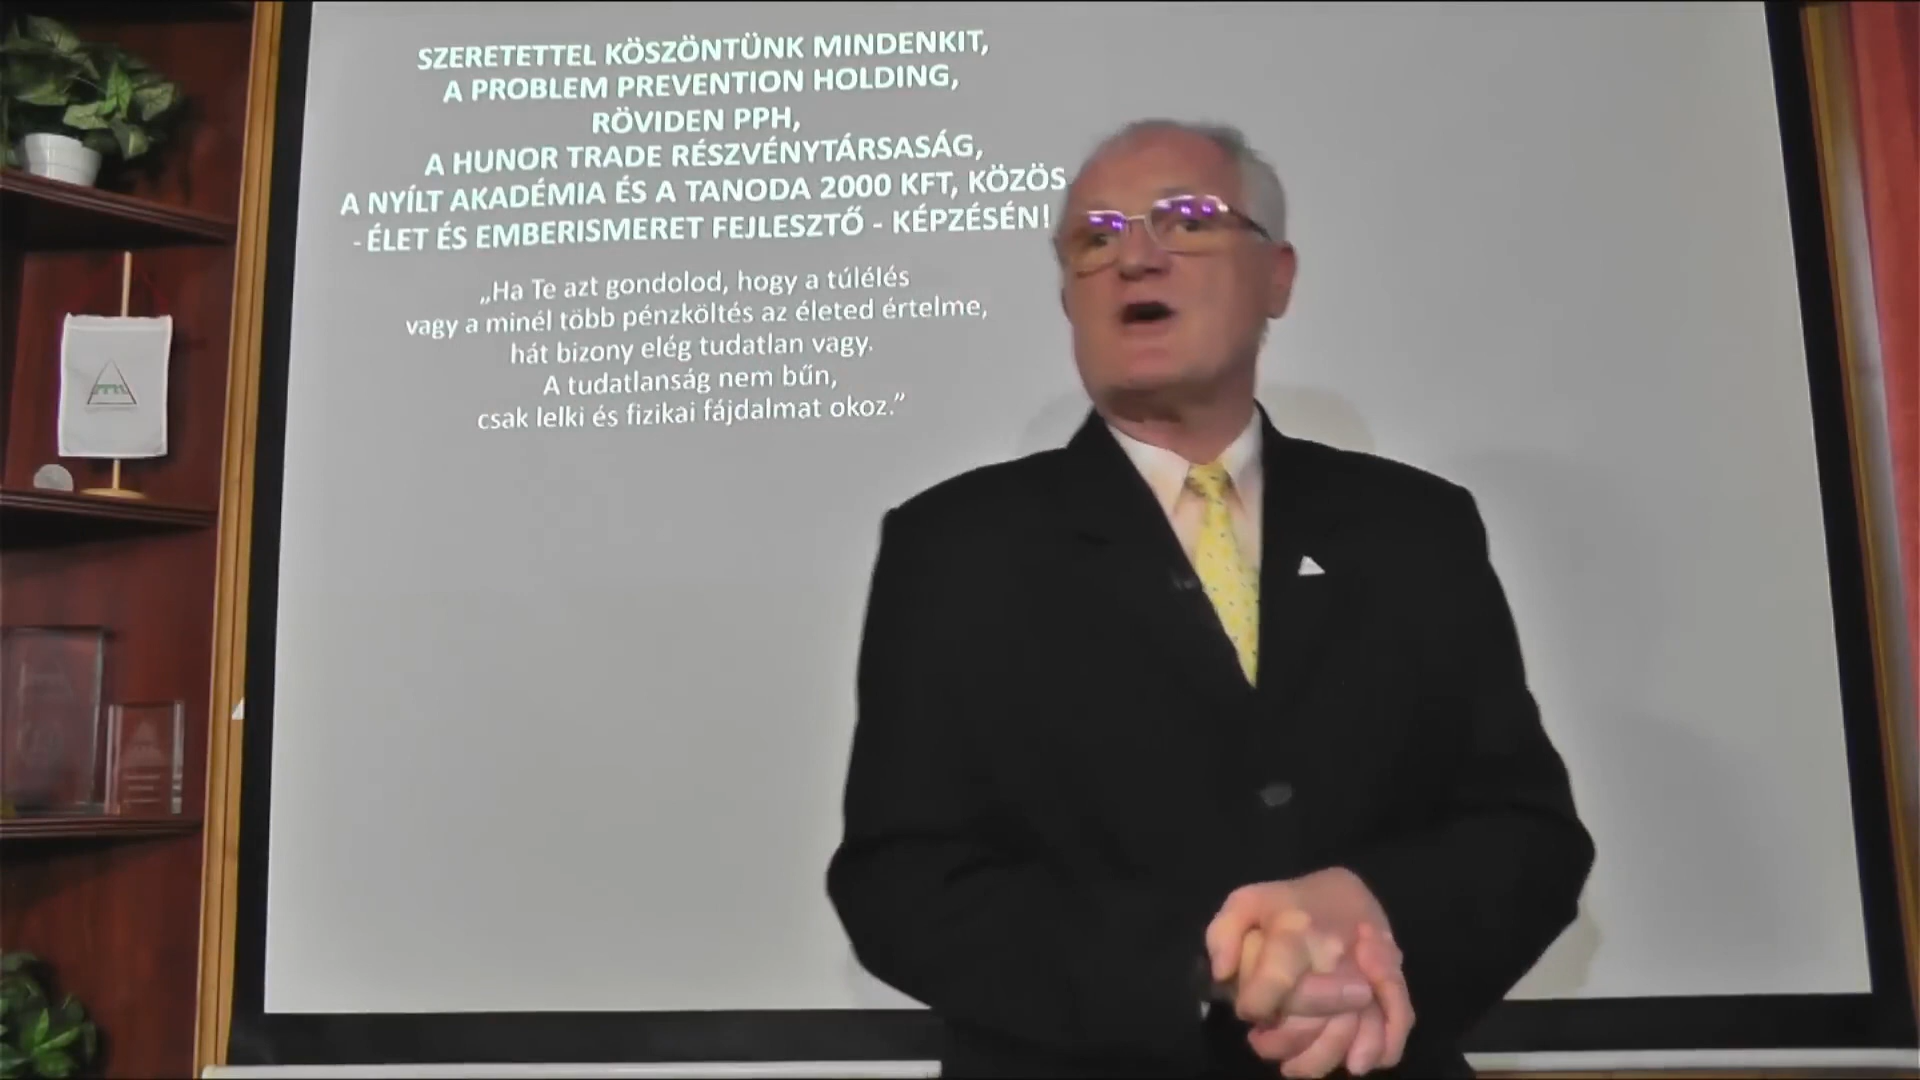 SZERETETTEL KÖSZÖNTÜNK MINDENKIT,
A PROBLEM PREVENTION HOLDING,
RÖVIDEN PPH,
A HUNOR TRADE RÉSZVÉNYTÁRSASÁG,
A NYÍLT AKADÉMIA ÉS A TANODA 2000 KFT, KÖZÖS
- ÉLET ÉS EMBERISMERET FEJLESZTŐ - KÉPZÉSÉN!
„Ha Te azt gondolod, hogy a túlélés
vagy a minél több pénzköltés az életed értelme,
hát bizony elég tudatlan vagy.
A tudatlanság nem bűn,
csak lelki és fizikai fájdalmat okoz.”